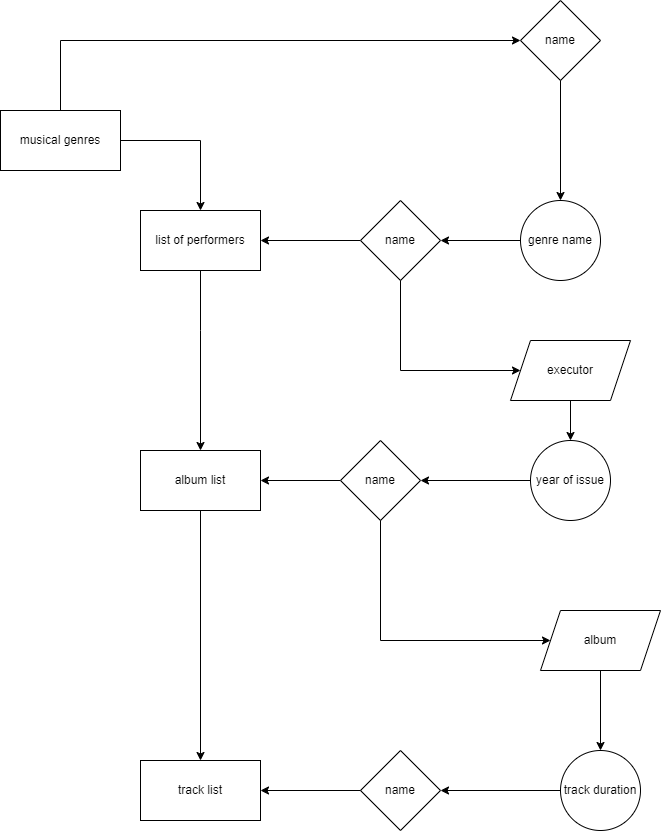 name
musical genres
list of performers
name
genre name
executor
album list
name
year of issue
album
track list
name
track duration